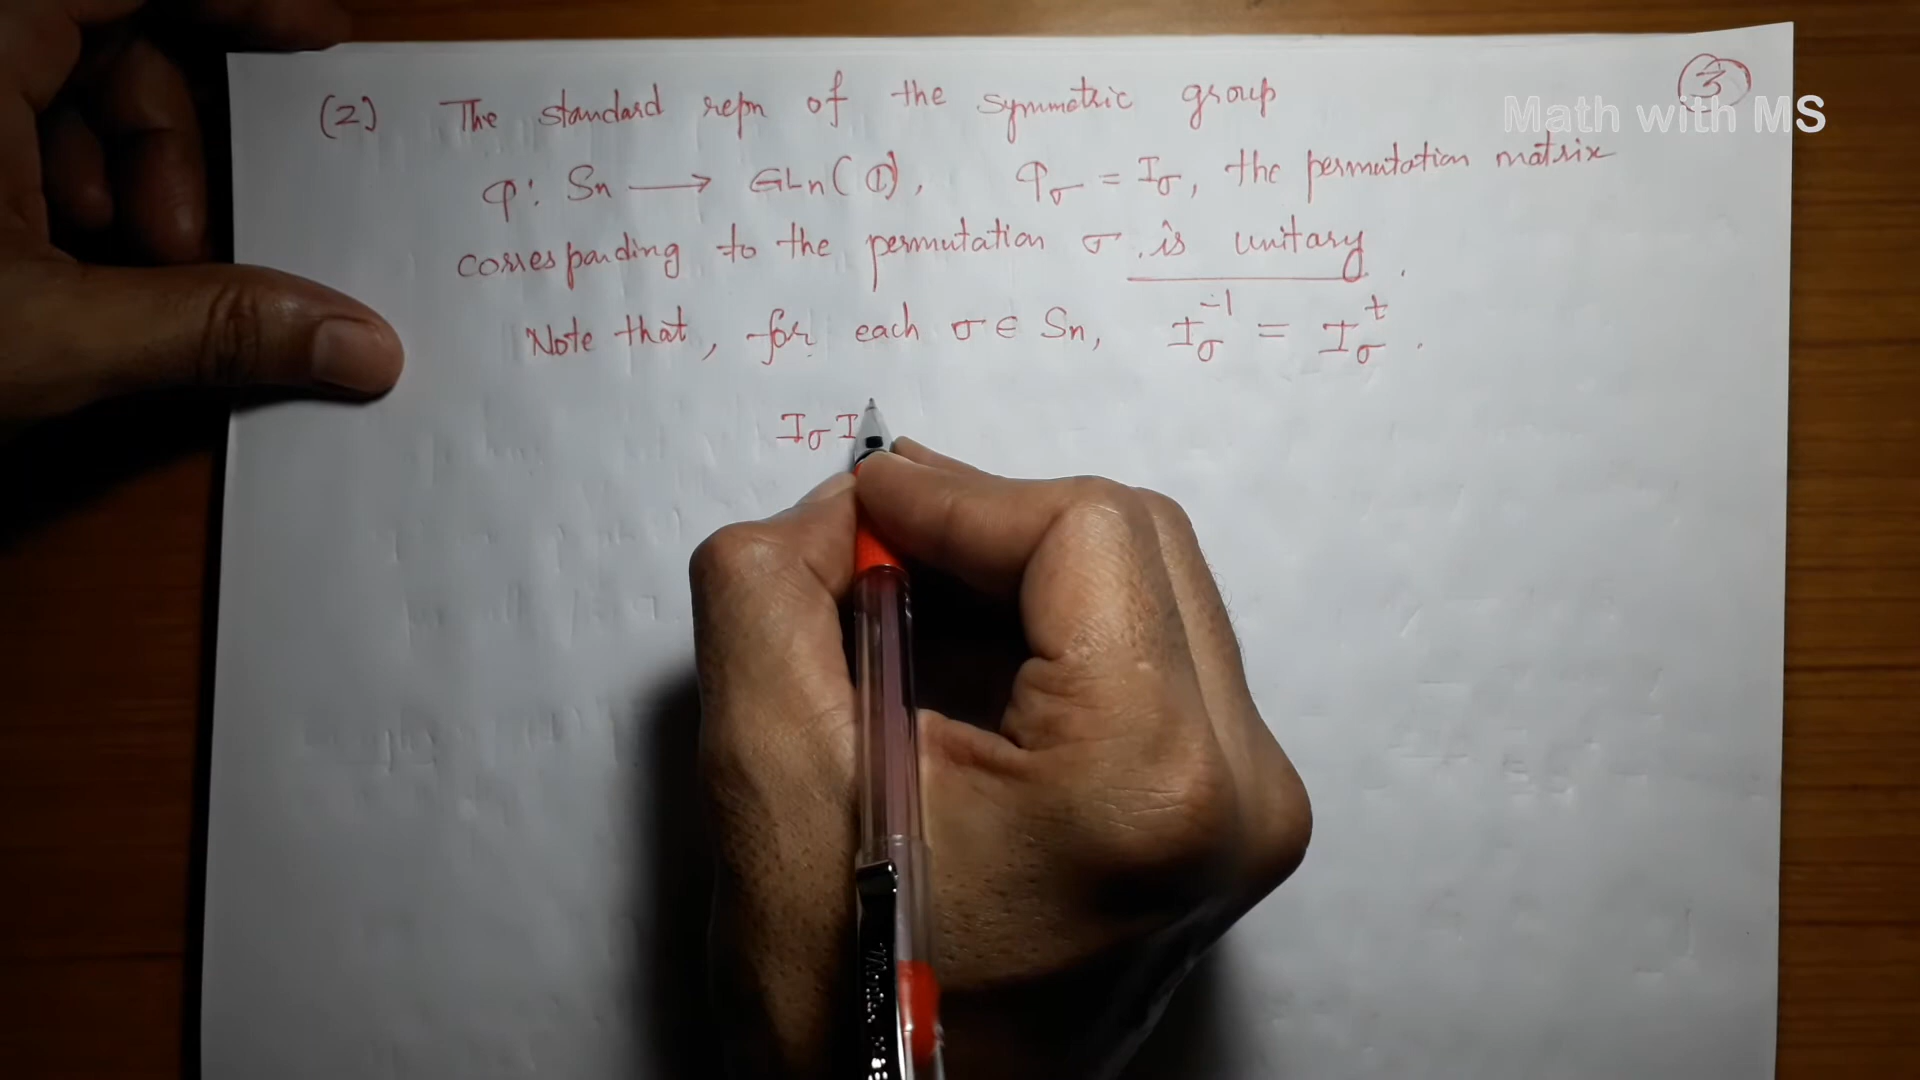 ③
Math with MS
(2) The standard repn of the symmetric group
φ: Sn ⟶ GLn(ℂ), φσ = Iσ, the permutation matrix
corresponding to the permutation σ is unitary.
Note that, for each σ ∈ Sn, Iσ⁻¹ = Iσᵗ.
Iσ I